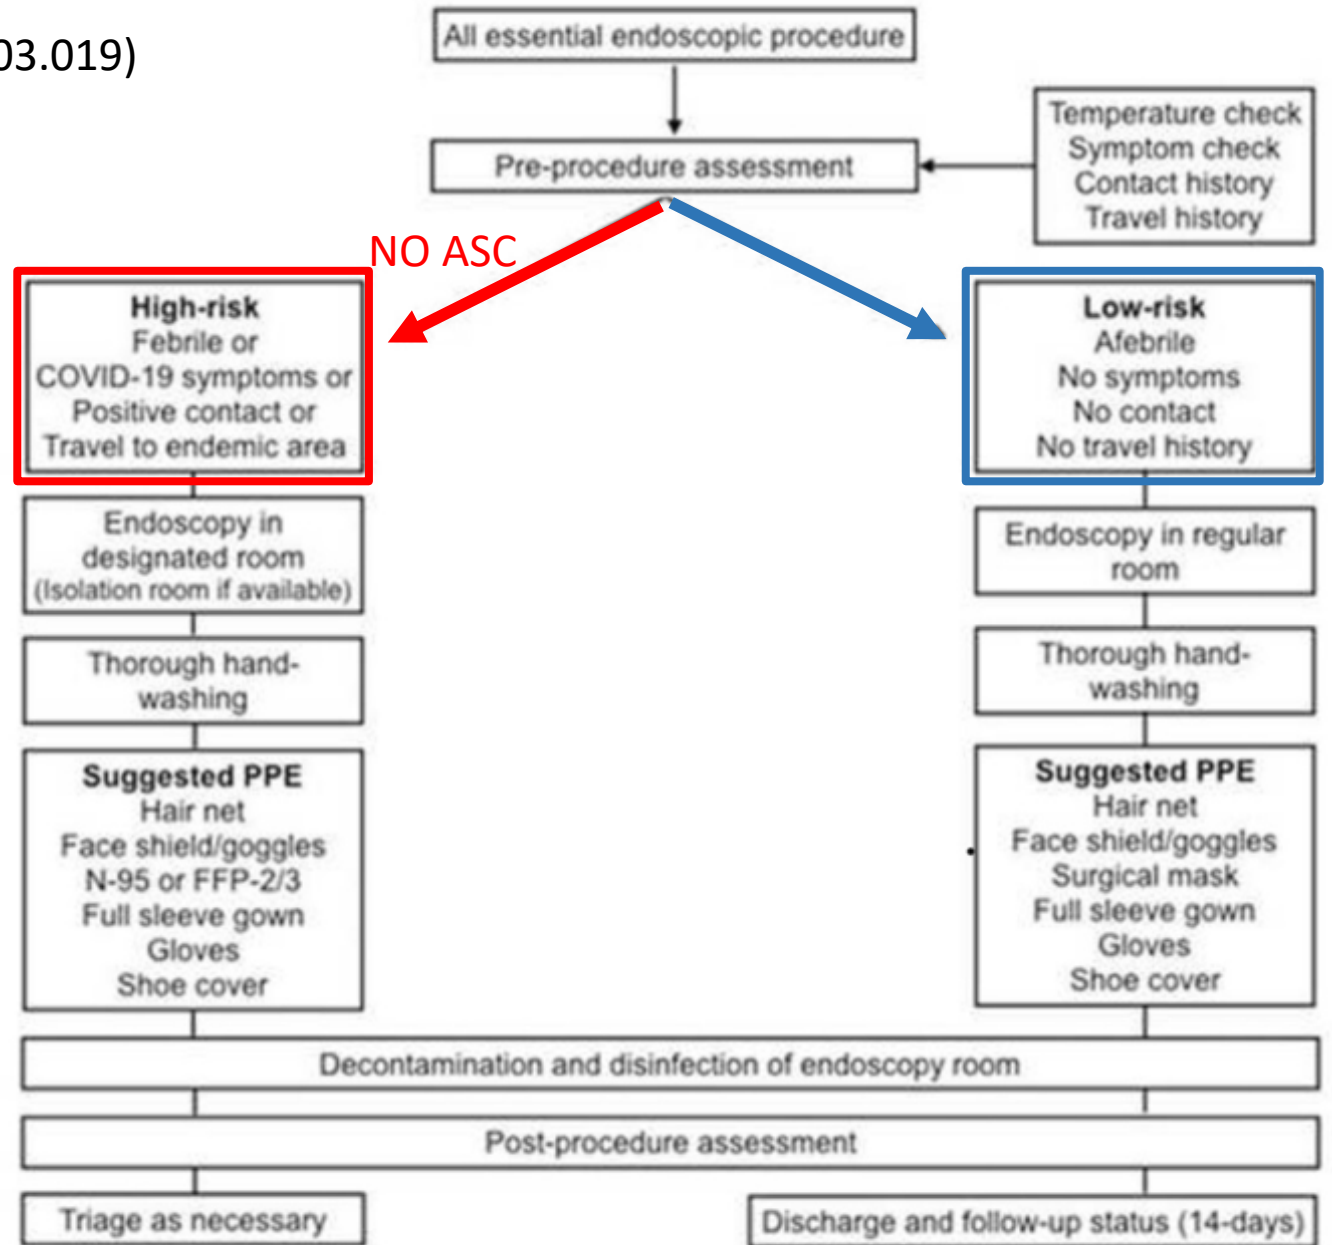 03.019)
All essential endoscopic procedure
Pre-procedure assessment
Temperature check
Symptom check
Contact history
Travel history
NO ASC
High-risk
Febrile or
COVID-19 symptoms or
Positive contact or
Travel to endemic area
Endoscopy in
designated room
(Isolation room if available)
Thorough hand-
washing
Suggested PPE
Hair net
Face shield/goggles
N-95 or FFP-2/3
Full sleeve gown
Gloves
Shoe cover
Low-risk
Afebrile
No symptoms
No contact
No travel history
Endoscopy in regular
room
Thorough hand-
washing
Suggested PPE
Hair net
Face shield/goggles
Surgical mask
Full sleeve gown
Gloves
Shoe cover
Decontamination and disinfection of endoscopy room
Post-procedure assessment
Triage as necessary
Discharge and follow-up status (14-days)